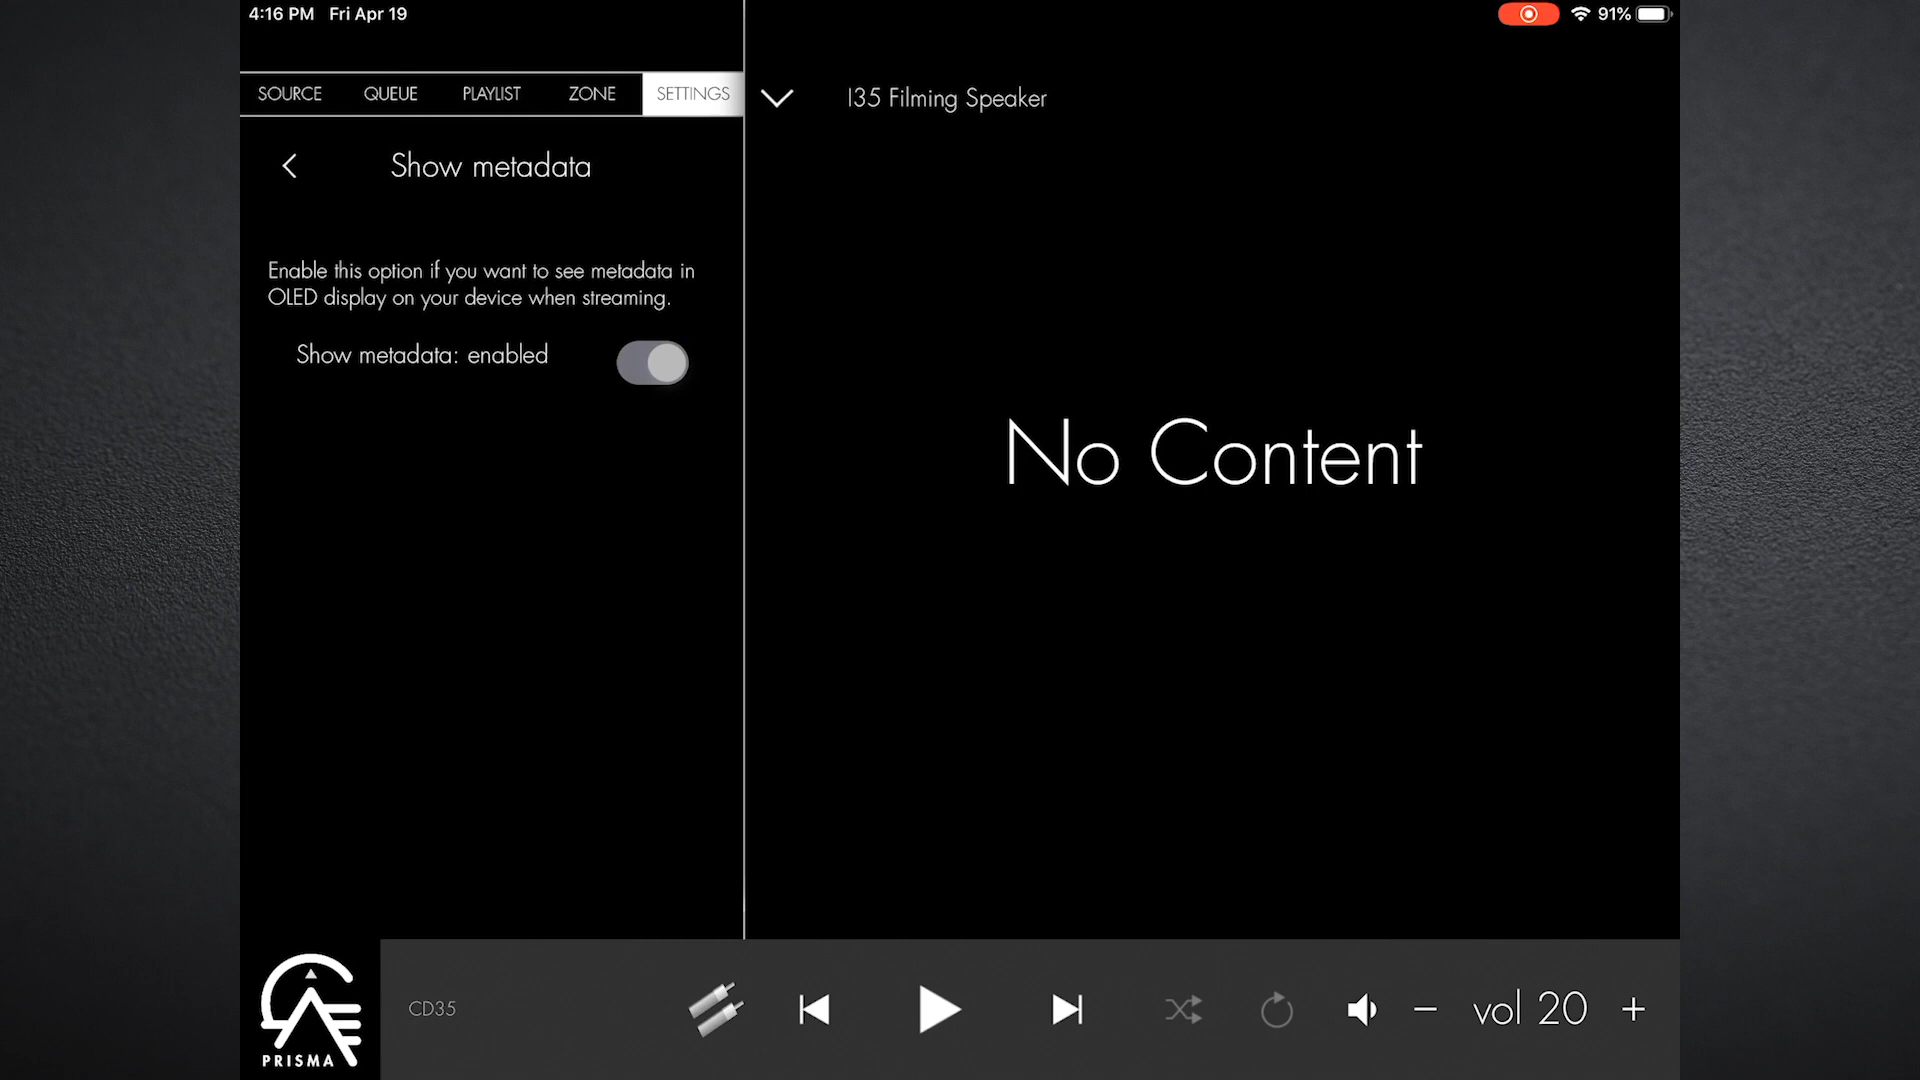 4:16 PM Fri Apr 19
91%
SOURCE QUEUE PLAYLIST ZONE SETTINGS
I35 Filming Speaker
Show metadata
Enable this option if you want to see metadata in
OLED display on your device when streaming.
Show metadata: enabled
No Content
PRISMA
CD35
vol 20